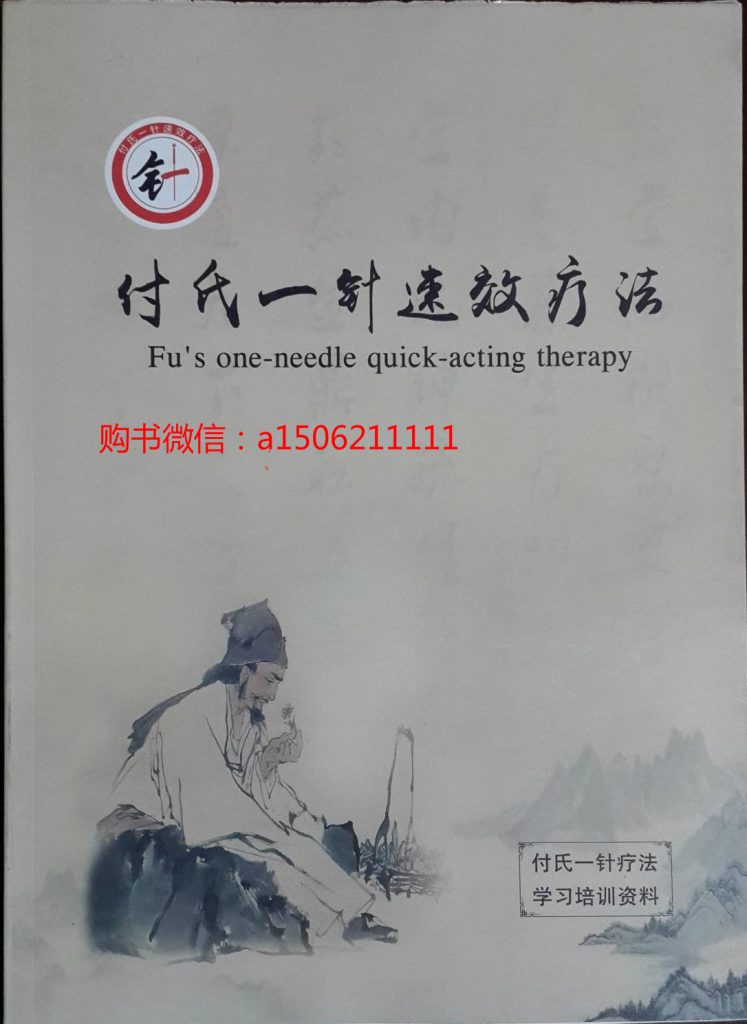 付氏一针速效疗法
针
付氏一针速效疗法
Fu's one-needle quick-acting therapy
购书微信：a1506211111
付氏一针疗法
学习培训资料